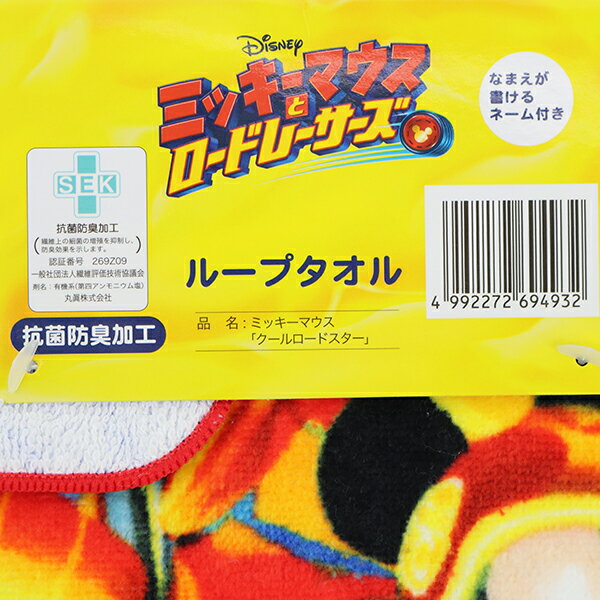 Disney
ミッキーマウス
と
ロードレーサーズ
なまえが
書ける
ネーム付き
SEK
抗菌防臭加工
(繊維上の細菌の増殖を抑制し、
防臭効果を示します。)
認証番号 269Z09
一般社団法人繊維評価技術協議会
剤名:有機系(第四アンモニウム塩)
丸眞株式会社
抗菌防臭加工
ループタオル
品 名:ミッキーマウス
「クールロードスター」
4 992272 694932